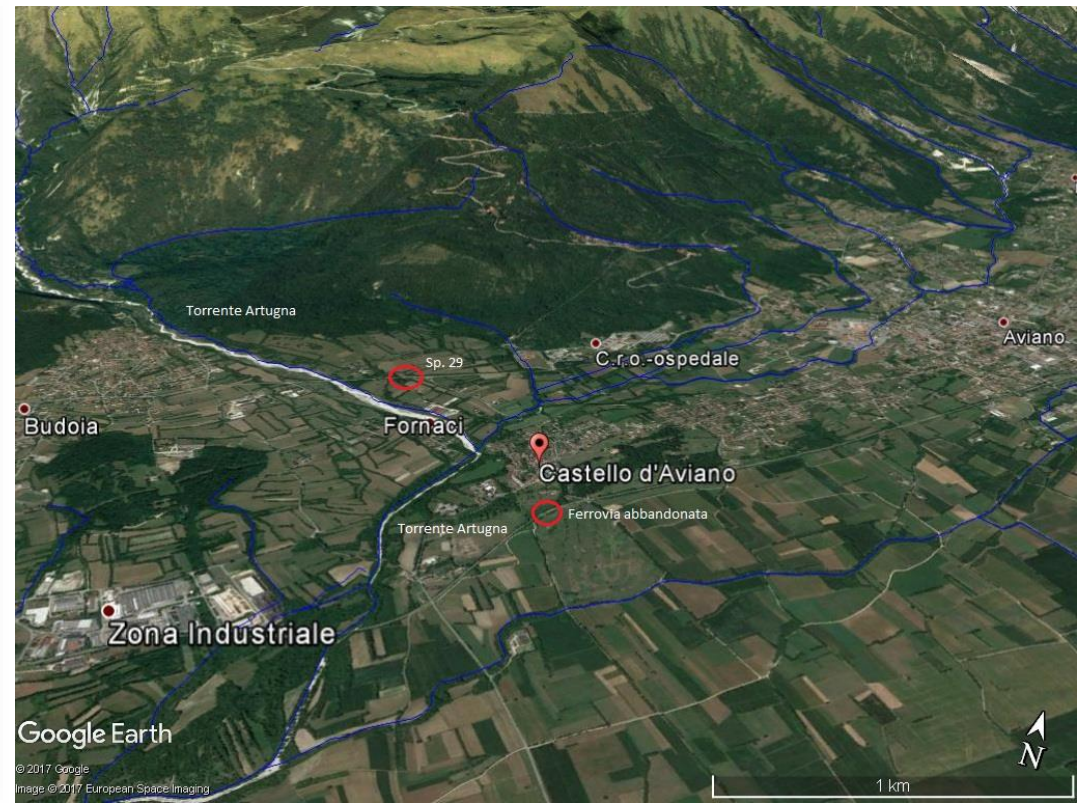 Torrente Artugna
Sp. 29
Aviano
C.r.o.-ospedale
Budoia
Fornaci
Castello d'Aviano
Ferrovia abbandonata
Torrente Artugna
Zona Industriale
Google Earth
N
© 2017 Google
Image © 2017 European Space Imaging
1 km